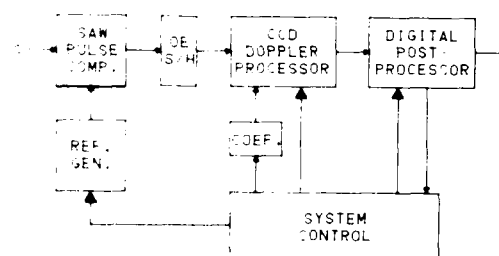 SAW
PULSE
COMP.
DE
S/H
CCD
DOPPLER
PROCESSOR
DIGITAL
POST-
PROCESSOR
REF.
GEN.
COEF.
SYSTEM
CONTROL